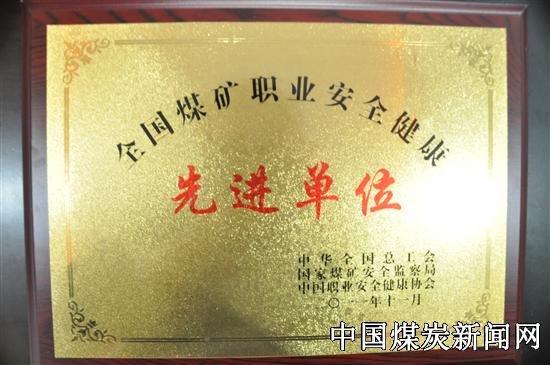 全国煤矿职业安全健康
先进单位
中华全国总工会
国家煤矿安全监察局
中国职业安全健康协会
二〇一一年十一月
中国煤炭新闻网